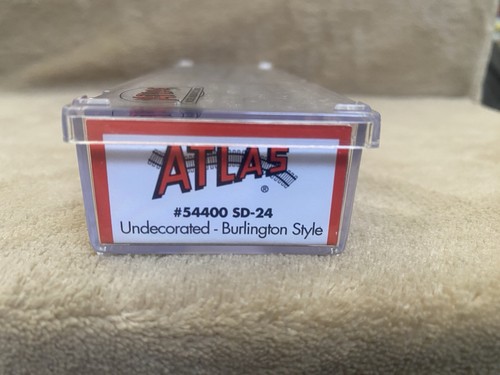 ATLAS
®
#54400 SD-24
Undecorated - Burlington Style